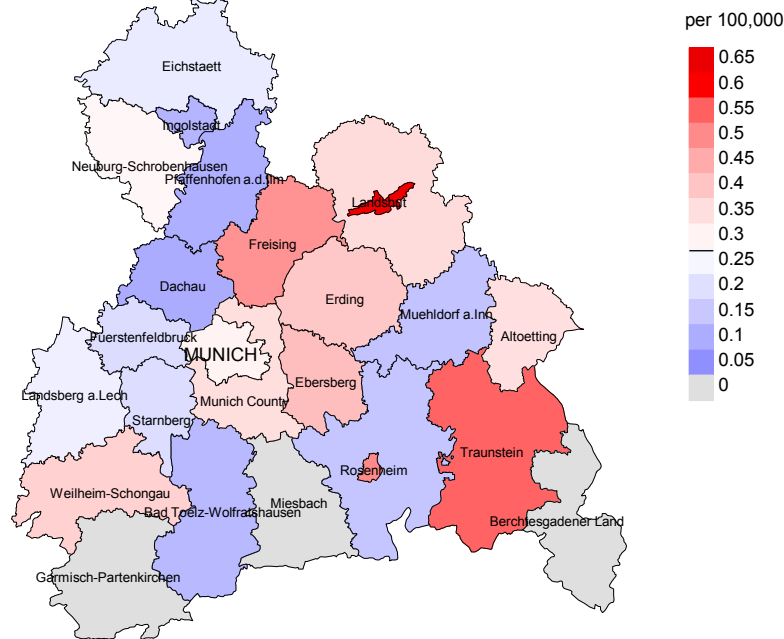 per 100,000
0.65
0.6
0.55
0.5
0.45
0.4
0.35
0.3
0.25
0.2
0.15
0.1
0.05
0
Eichstaett
Ingolstadt
Neuburg-Schrobenhausen
Pfaffenhofen a.d.Ilm
Landshut
Freising
Dachau
Erding
Muehldorf a.Inn
Altoetting
Fuerstenfeldbruck
MUNICH
Ebersberg
Landsberg a.Lech
Munich County
Starnberg
Traunstein
Rosenheim
Weilheim-Schongau
Miesbach
Bad Toelz-Wolfratshausen
Berchtesgadener Land
Garmisch-Partenkirchen